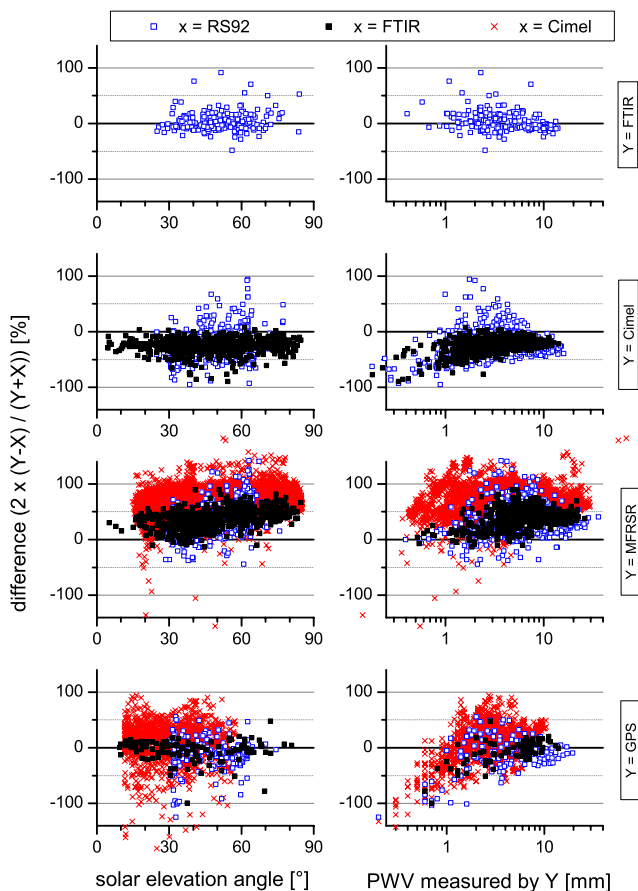 x = RS92 x = FTIR x = Cimel
100
0
-100
0 30 60 90
1 10
Y = FTIR
100
0
-100
0 30 60 90
1 10
Y = Cimel
100
0
-100
0 30 60 90
1 10
Y = MFRSR
100
0
-100
0 30 60 90
1 10
Y = GPS
difference (2 x (Y-X) / (Y+X)) [%]
solar elevation angle [°]
PWV measured by Y [mm]